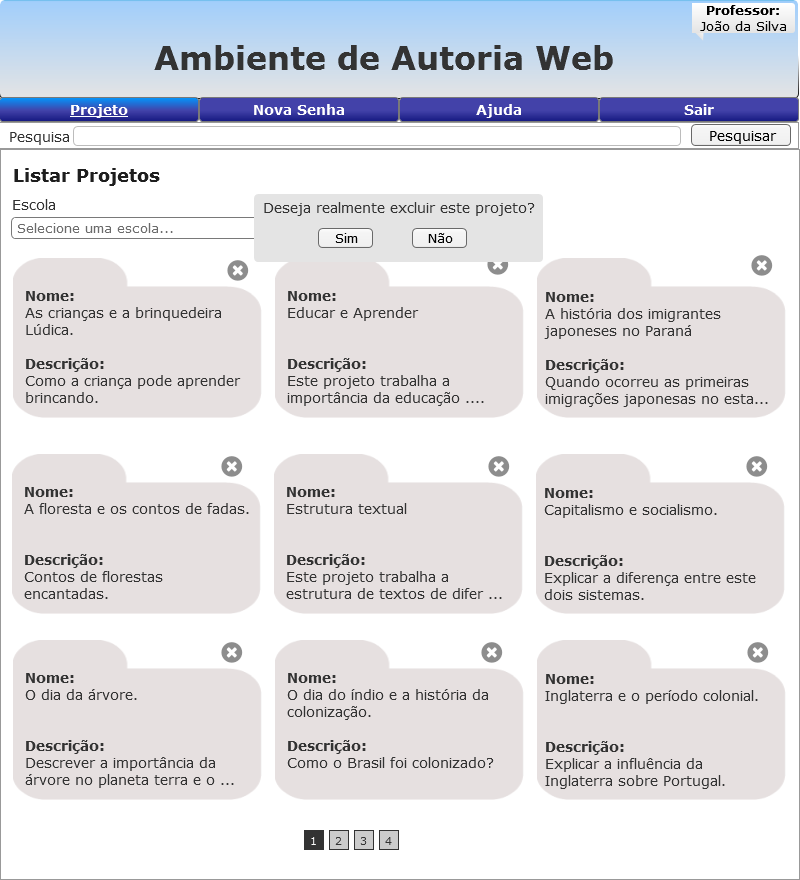 Professor:
João da Silva
Ambiente de Autoria Web
Projeto
Nova Senha
Ajuda
Sair
Pesquisa
Pesquisar
Listar Projetos
Escola
Selecione uma escola...
Deseja realmente excluir este projeto?
Sim
Não
Nome:
As crianças e a brinquedeira
Lúdica.
Descrição:
Como a criança pode aprender
brincando.
Nome:
Educar e Aprender
Descrição:
Este projeto trabalha a
importância da educação ....
Nome:
A história dos imigrantes
japoneses no Paraná
Descrição:
Quando ocorreu as primeiras
imigrações japonesas no esta...
Nome:
A floresta e os contos de fadas.
Descrição:
Contos de florestas
encantadas.
Nome:
Estrutura textual
Descrição:
Este projeto trabalha a
estrutura de textos de difer ...
Nome:
Capitalismo e socialismo.
Descrição:
Explicar a diferença entre este
dois sistemas.
Nome:
O dia da árvore.
Descrição:
Descrever a importância da
árvore no planeta terra e o ...
Nome:
O dia do índio e a história da
colonização.
Descrição:
Como o Brasil foi colonizado?
Nome:
Inglaterra e o período colonial.
Descrição:
Explicar a influência da
Inglaterra sobre Portugal.
1 2 3 4